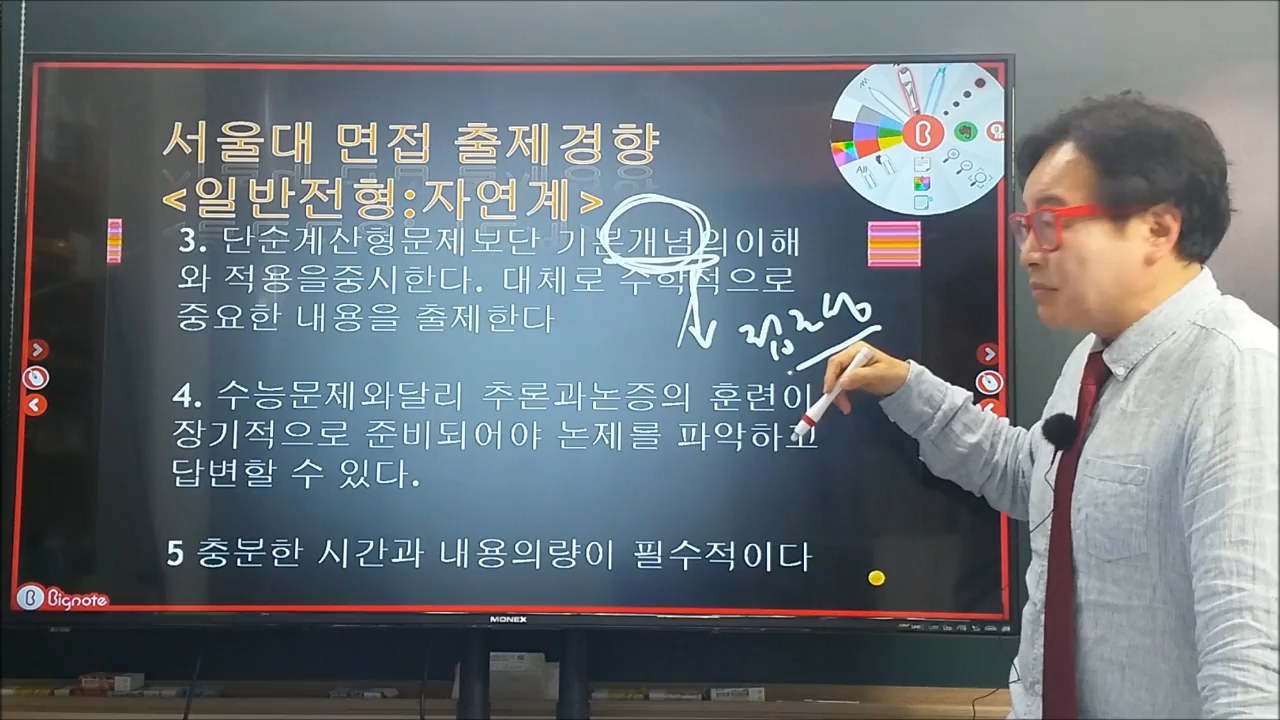 서울대 면접 출제경향
<일반전형:자연계>
3. 단순계산형문제보단 기본개념의이해
와 적용을중시한다. 대체로 수학적으로
중요한 내용을 출제한다
4. 수능문제와달리 추론과논증의 훈련이
장기적으로 준비되어야 논제를 파악하고
답변할 수 있다.
5 충분한 시간과 내용의량이 필수적이다
B Bignote
MONEX
B
All